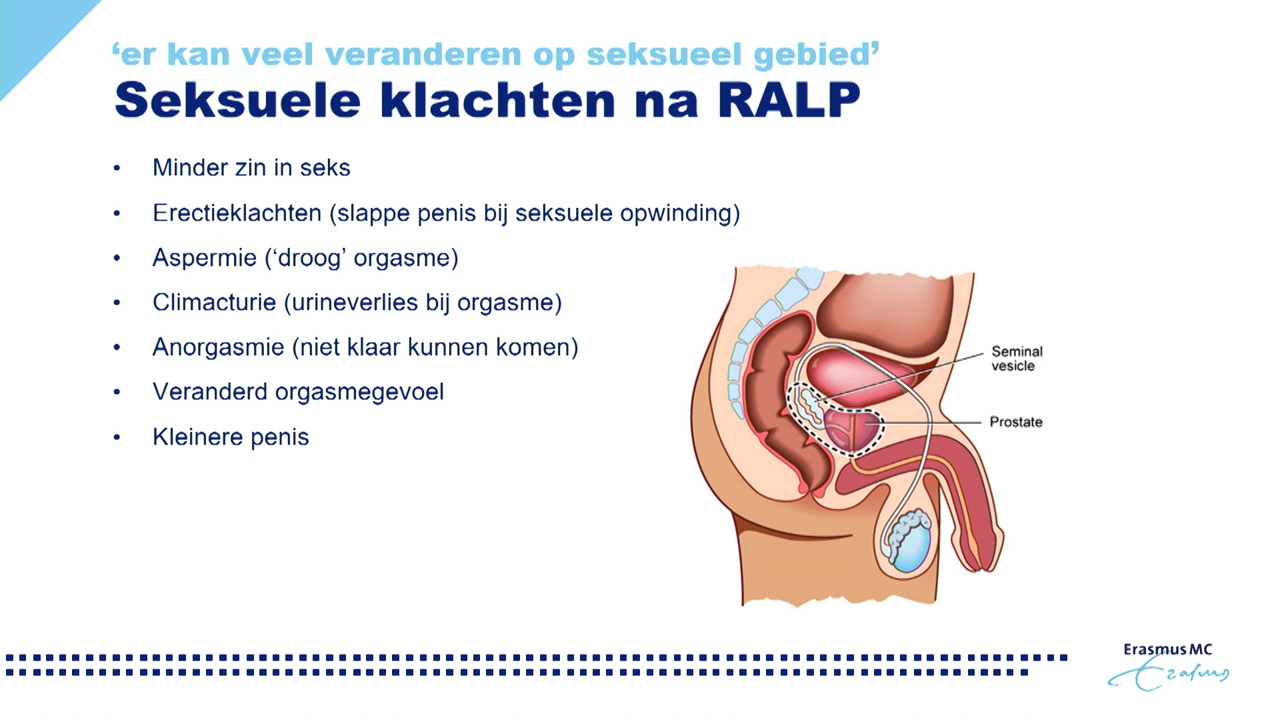 ‘er kan veel veranderen op seksueel gebied’
Seksuele klachten na RALP
• Minder zin in seks
• Erectieklachten (slappe penis bij seksuele opwinding)
• Aspermie (‘droog’ orgasme)
• Climacturie (urineverlies bij orgasme)
• Anorgasmie (niet klaar kunnen komen)
• Veranderd orgasmegevoel
• Kleinere penis
Seminal
vesicle
Prostate
Erasmus MC
Erasmus